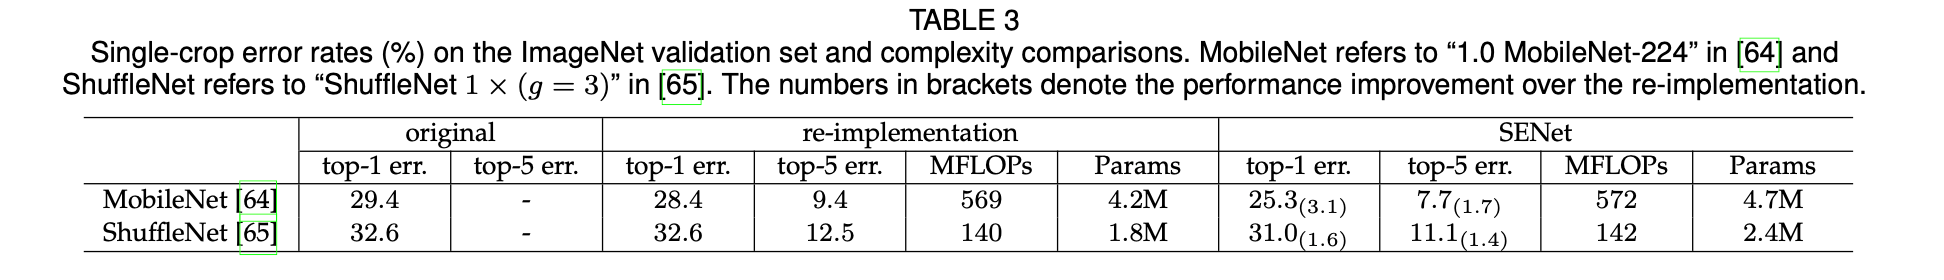 TABLE 3
Single-crop error rates (%) on the ImageNet validation set and complexity comparisons. MobileNet refers to “1.0 MobileNet-224” in [64] and
ShuffleNet refers to “ShuffleNet 1 × (g = 3)” in [65]. The numbers in brackets denote the performance improvement over the re-implementation.
original re-implementation SENet
top-1 err. top-5 err. top-1 err. top-5 err. MFLOPs Params top-1 err. top-5 err. MFLOPs Params
MobileNet [64] 29.4 - 28.4 9.4 569 4.2M 25.3(3.1) 7.7(1.7) 572 4.7M
ShuffleNet [65] 32.6 - 32.6 12.5 140 1.8M 31.0(1.6) 11.1(1.4) 142 2.4M